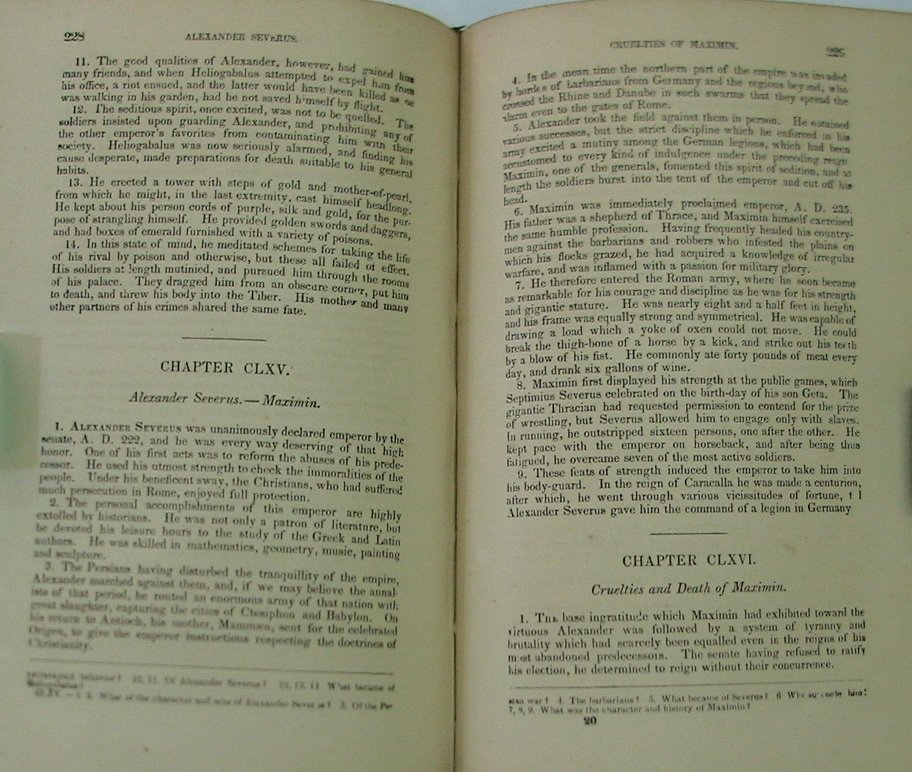 228
ALEXANDER SEVERUS.
11. The good qualities of Alexander, however, had gained him
many friends, and when Heliogabalus attempted to expel him from
his office, a riot ensued, and the latter would have been killed as he
was walking in his garden, had he not saved himself by flight.
12. The seditious spirit, once excited, was not to be quelled. The
soldiers insisted upon guarding Alexander, and prohibiting any of
the other emperor's favorites from contaminating him with their
society. Heliogabalus was now seriously alarmed, and finding his
cause desperate, made preparations for death suitable to his general
habits.
13. He erected a tower with steps of gold and mother-of-pearl,
from which he might, in the last extremity, cast himself headlong.
He kept about his person cords of purple, silk and gold, for the pur-
pose of strangling himself. He provided golden swords and daggers,
and had boxes of emerald furnished with a variety of poisons.
14. In this state of mind, he meditated schemes for taking the life
of his rival by poison and otherwise, but these all failed of effect.
His soldiers at length mutinied, and pursued him through the rooms
of his palace. They dragged him from an obscure corner, put him
to death, and threw his body into the Tiber. His mother and many
other partners of his crimes shared the same fate.
CHAPTER CLXV.
Alexander Severus. — Maximin.
1. ALEXANDER SEVERUS was unanimously declared emperor by the
senate, A. D. 222, and he was every way deserving of that high
honor. One of his first acts was to reform the abuses of his prede-
cessor. He used his utmost strength to check the immoralities of the
people. Under his beneficent sway, the Christians, who had suffered
much persecution in Rome, enjoyed full protection.
2. The personal accomplishments of this emperor are highly
extolled by historians. He was not only a patron of literature, but
he devoted his leisure hours to the study of the Greek and Latin
authors. He was skilled in mathematics, geometry, music, painting
and sculpture.
3. The Persians having disturbed the tranquillity of the empire,
Alexander marched against them, and, if we may believe the annal-
ists of that period, he routed an enormous army of that nation with
great slaughter, capturing the cities of Ctesiphon and Babylon. On
his return to Antioch, his mother, Mammæa, sent for the celebrated
Origen, to give the emperor instructions respecting the doctrines of
Christianity.
10, 11. Of Alexander Severus? 12, 13, 14. What became of
1, 2. What of the character and acts of Alexander Severus? 3. Of the Per-
CRUELTIES OF MAXIMIN.
225
4. In the mean time the northern part of the empire was invaded
by hordes of barbarians from Germany and the regions beyond, who
crossed the Rhine and Danube in such swarms that they spread the
alarm even to the gates of Rome.
5. Alexander took the field against them in person. He obtained
various successes, but the strict discipline which he enforced in his
army excited a mutiny among the German legions, which had been
accustomed to every kind of indulgence under the preceding reign.
Maximin, one of the generals, fomented this spirit of sedition, and at
length the soldiers burst into the tent of the emperor and cut off his
head.
6. Maximin was immediately proclaimed emperor, A. D. 235.
His father was a shepherd of Thrace, and Maximin himself exercised
the same humble profession. Having frequently headed his country-
men against the barbarians and robbers who infested the plains on
which his flocks grazed, he had acquired a knowledge of irregular
warfare, and was inflamed with a passion for military glory.
7. He therefore entered the Roman army, where he soon became
as remarkable for his courage and discipline as he was for his strength
and gigantic stature. He was nearly eight and a half feet in height,
and his frame was equally strong and symmetrical. He was capable of
drawing a load which a yoke of oxen could not move. He could
break the thigh-bone of a horse by a kick, and strike out his teeth
by a blow of his fist. He commonly ate forty pounds of meat every
day, and drank six gallons of wine.
8. Maximin first displayed his strength at the public games, which
Septimius Severus celebrated on the birth-day of his son Geta. The
gigantic Thracian had requested permission to contend for the prize
of wrestling, but Severus allowed him to engage only with slaves.
In running, he outstripped sixteen persons, one after the other. He
kept pace with the emperor on horseback, and after being thus
fatigued, he overcame seven of the most active soldiers.
9. These feats of strength induced the emperor to take him into
his body-guard. In the reign of Caracalla he was made a centurion,
after which, he went through various vicissitudes of fortune, t l
Alexander Severus gave him the command of a legion in Germany
CHAPTER CLXVI.
Cruelties and Death of Maximin.
1. THE base ingratitude which Maximin had exhibited toward the
virtuous Alexander was followed by a system of tyranny and
brutality which had scarcely been equalled even in the reigns of his
most abandoned predecessors. The senate having refused to ratify
his election, he determined to reign without their concurrence.
sian war? 4. The barbarians? 5. What became of Severus? 6. Who succeeded him?
7, 8, 9. What was the character and history of Maximin?
20